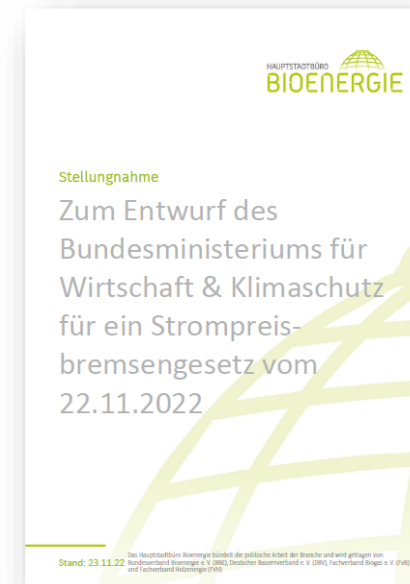 HAUPTSTADTBÜRO
BIOENERGIE
Stellungnahme
Zum Entwurf des
Bundesministeriums für
Wirtschaft & Klimaschutz
für ein Strompreis-
bremsengesetz vom
22.11.2022
Das Hauptstadtbüro Bioenergie bündelt die politische Arbeit der Branche und wird getragen von:
Stand: 23.11.22 Bundesverband Bioenergie e. V. (BBE), Deutscher Bauernverband e. V. (DBV), Fachverband Biogas e. V. (FvB)
und Fachverband Holzenergie (FVH)